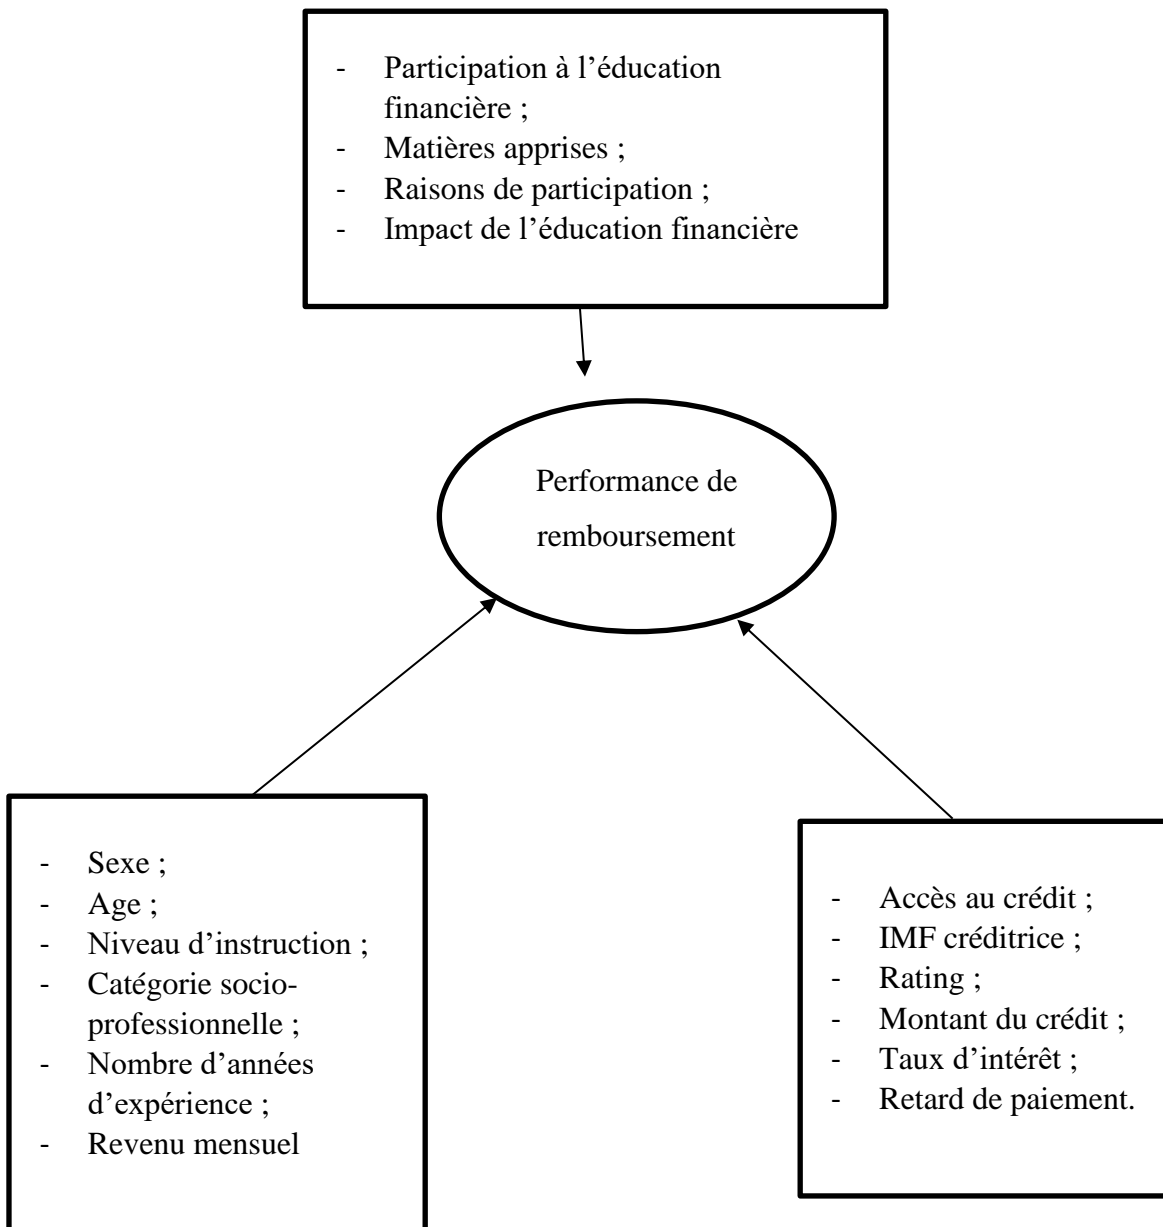 - Participation à l’éducation
financière ;
- Matières apprises ;
- Raisons de participation ;
- Impact de l’éducation financière
Performance de
remboursement
- Sexe ;
- Age ;
- Niveau d’instruction ;
- Catégorie socio-
professionnelle ;
- Nombre d’années
d’expérience ;
- Revenu mensuel
- Accès au crédit ;
- IMF créditrice ;
- Rating ;
- Montant du crédit ;
- Taux d’intérêt ;
- Retard de paiement.